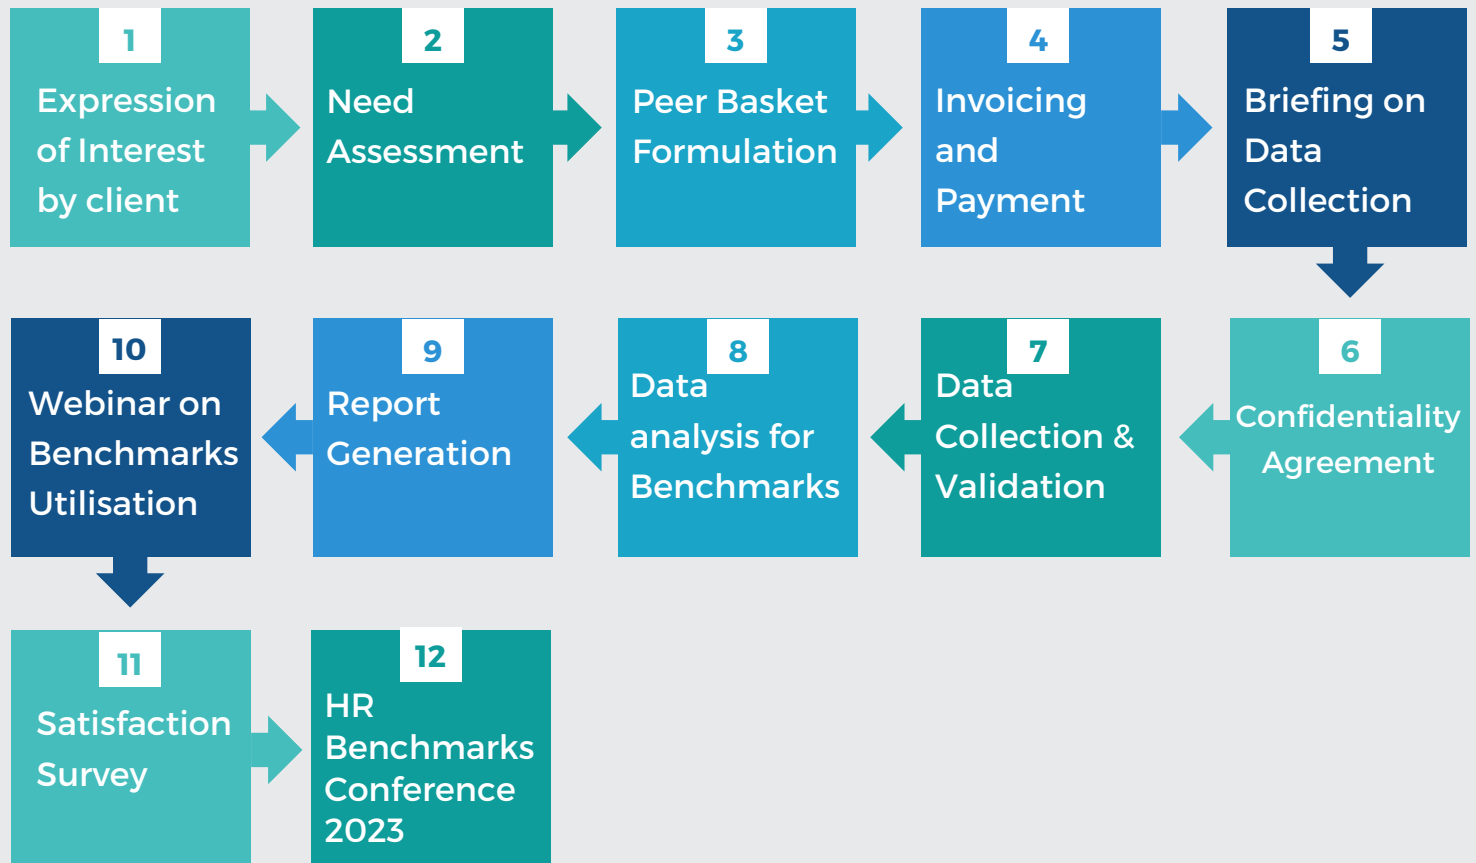 1
Expression
of Interest
by client
2
Need
Assessment
3
Peer Basket
Formulation
4
Invoicing
and
Payment
5
Briefing on
Data
Collection
6
Confidentiality
Agreement
7
Data
Collection &
Validation
8
Data
analysis for
Benchmarks
9
Report
Generation
10
Webinar on
Benchmarks
Utilisation
11
Satisfaction
Survey
12
HR
Benchmarks
Conference
2023